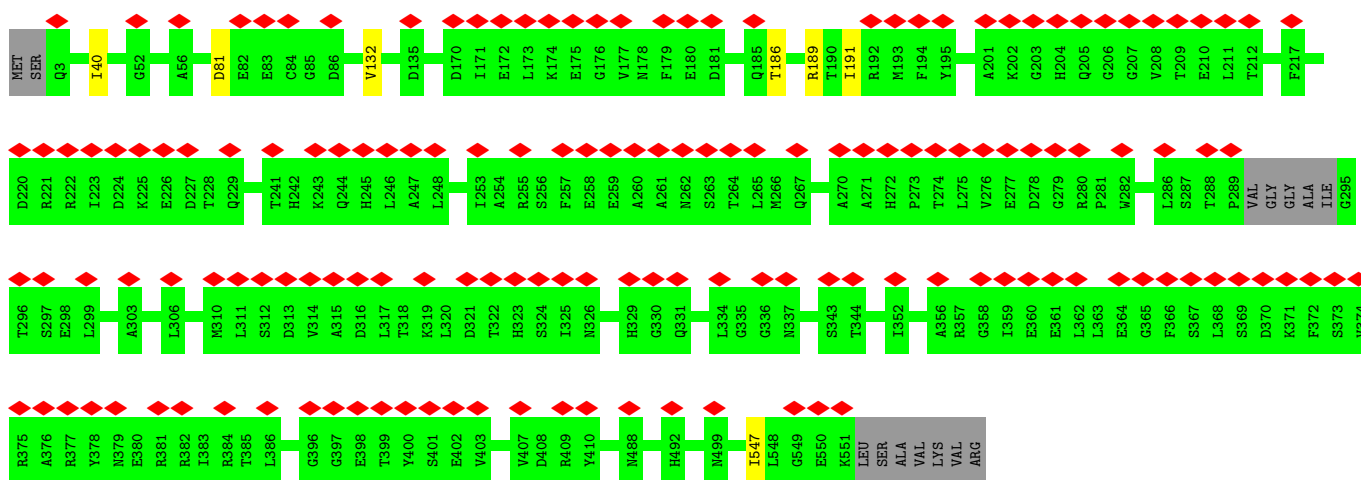 MET SER Q3 I40 G52 A56 D81 E82 E83 C84 G85 D86 V132 D135 D170 I171 E172 L173 K174 E175 G176 V177 N178 F179 E180 D181 Q185 T186 R189 T190 I191 R192 M193 F194 Y195 A201 K202 G203 H204 Q205 G206 G207 V208 T209 E210 L211 T212 F217
D220 R221 R222 I223 D224 K225 E226 D227 T228 Q229 T241 H242 K243 Q244 H245 L246 A247 L248 I253 A254 R255 S256 F257 E258 E259 A260 A261 N262 S263 T264 L265 M266 Q267 A270 A271 H272 P273 T274 L275 V276 E277 D278 G279 R280 P281 W282 L286 S287 T288 P289 VAL GLY GLY ALA ILE G295
T296 S297 E298 L299 A303 L306 M310 L311 S312 D313 V314 A315 D316 L317 T318 K319 L320 D321 T322 H323 S324 I325 N326 H329 G330 Q331 L334 G335 G336 N337 S343 T344 I352 A356 R357 G358 I359 E360 E361 L362 L363 E364 G365 F366 S367 L368 S369 D370 K371 F372 S373
R375 A376 R377 Y378 N379 E380 R381 R382 I383 R384 T385 L386 G396 G397 E398 T399 Y400 S401 E402 V403 V407 D408 R409 Y410 N488 H492 N499 I547 L548 G549 E550 K551 LEU SER ALA VAL LYS VAL ARG